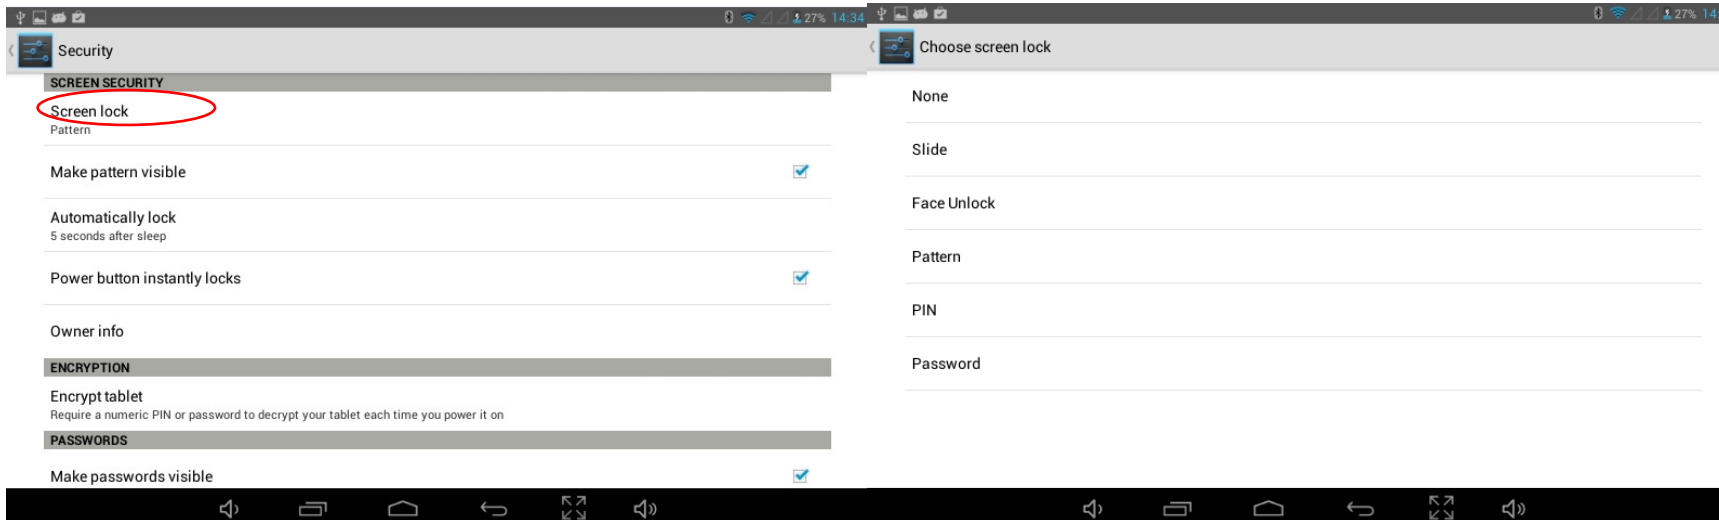 27% 14:34
Security
SCREEN SECURITY
Screen lock
Pattern
Make pattern visible
Automatically lock
5 seconds after sleep
Power button instantly locks
Owner info
ENCRYPTION
Encrypt tablet
Require a numeric PIN or password to decrypt your tablet each time you power it on
PASSWORDS
Make passwords visible
27% 14:
Choose screen lock
None
Slide
Face Unlock
Pattern
PIN
Password